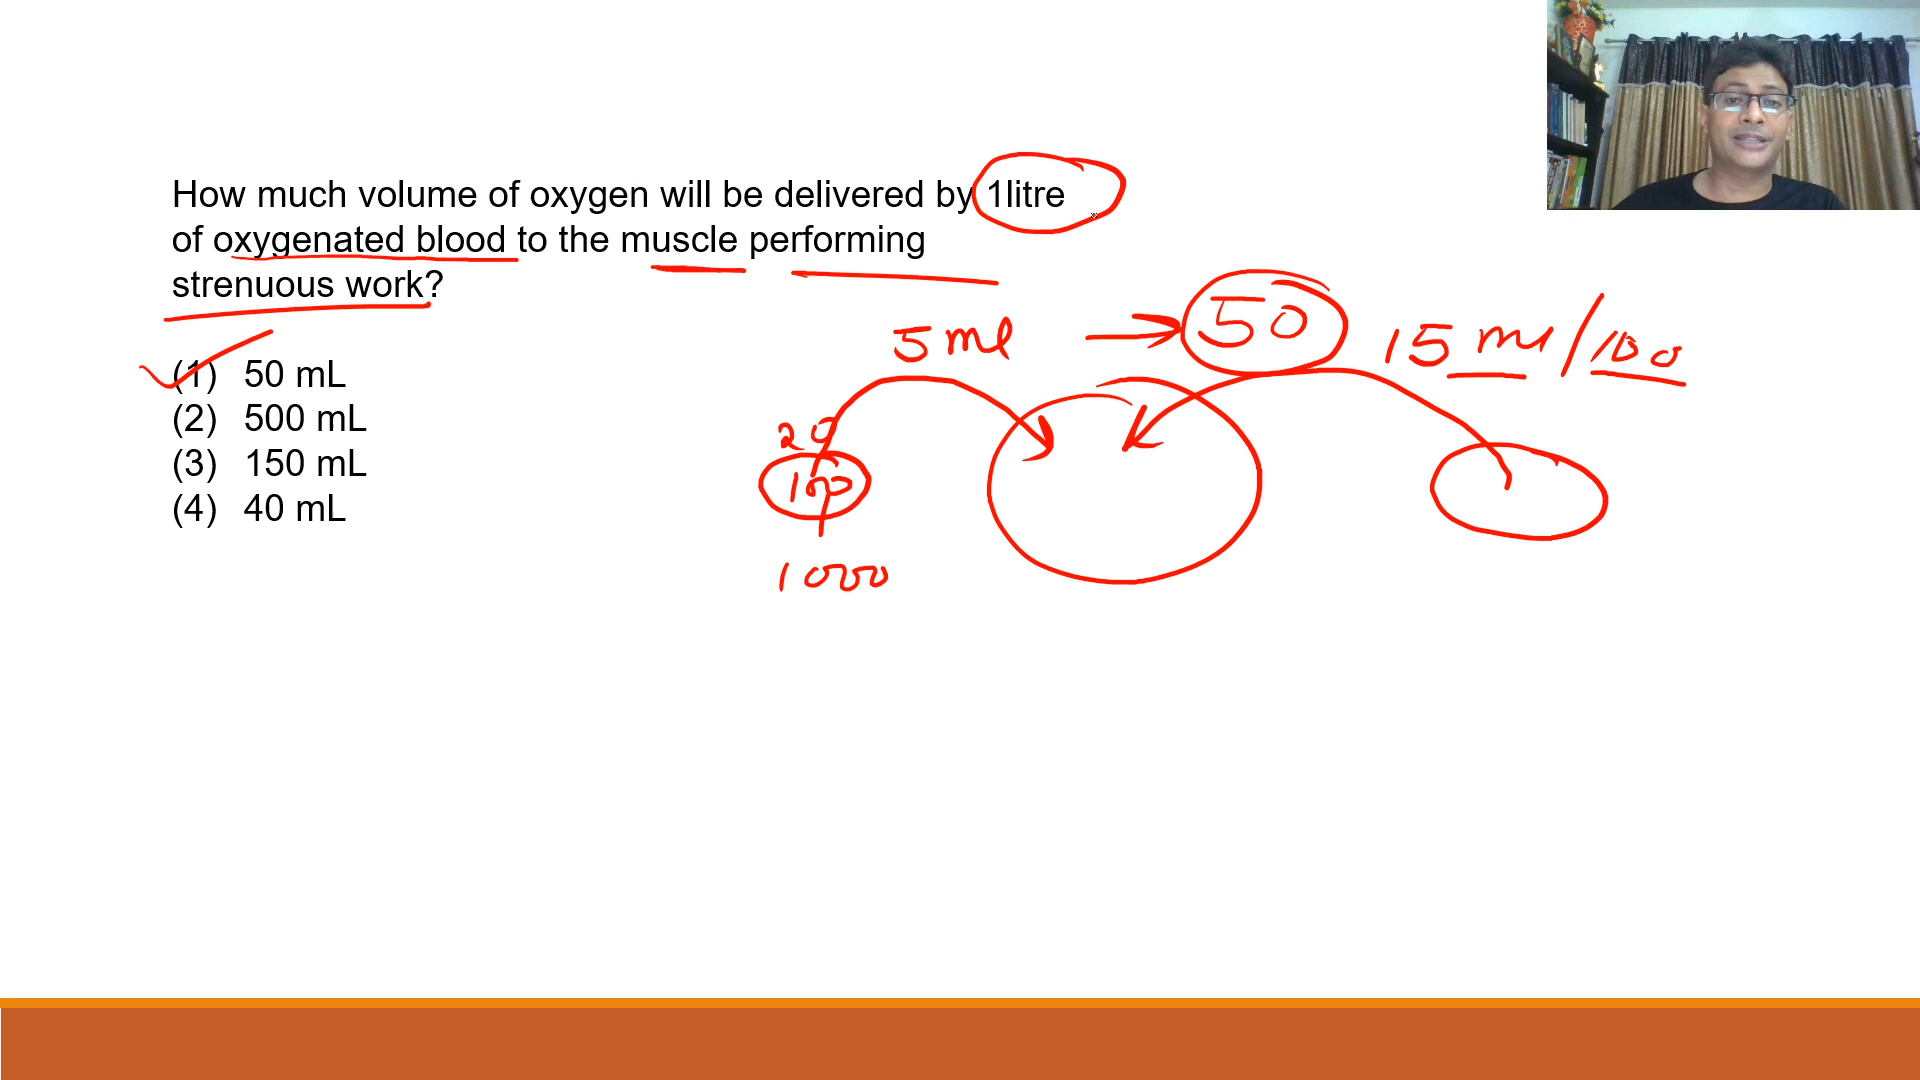 How much volume of oxygen will be delivered by 1litre
of oxygenated blood to the muscle performing
strenuous work?
(1) 50 mL
(2) 500 mL
(3) 150 mL
(4) 40 mL
5 ml
50
15 ml/100
20
100
1000